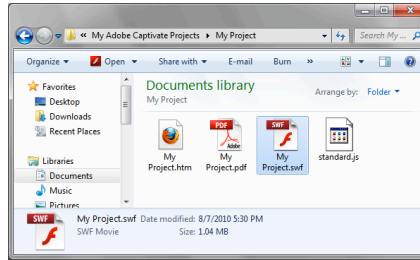 « My Adobe Captivate Projects ▸ My Project
Search My ...
Organize Open Share with E-mail Burn »
Favorites
Desktop
Downloads
Recent Places
Libraries
Documents
Music
Pictures
Documents library
My Project
Arrange by: Folder
My Project.htm
PDF
Adobe
My Project.pdf
SWF
My Project.swf
standard.js
SWF
My Project.swf Date modified: 8/7/2010 5:30 PM
SWF Movie Size: 1.04 MB